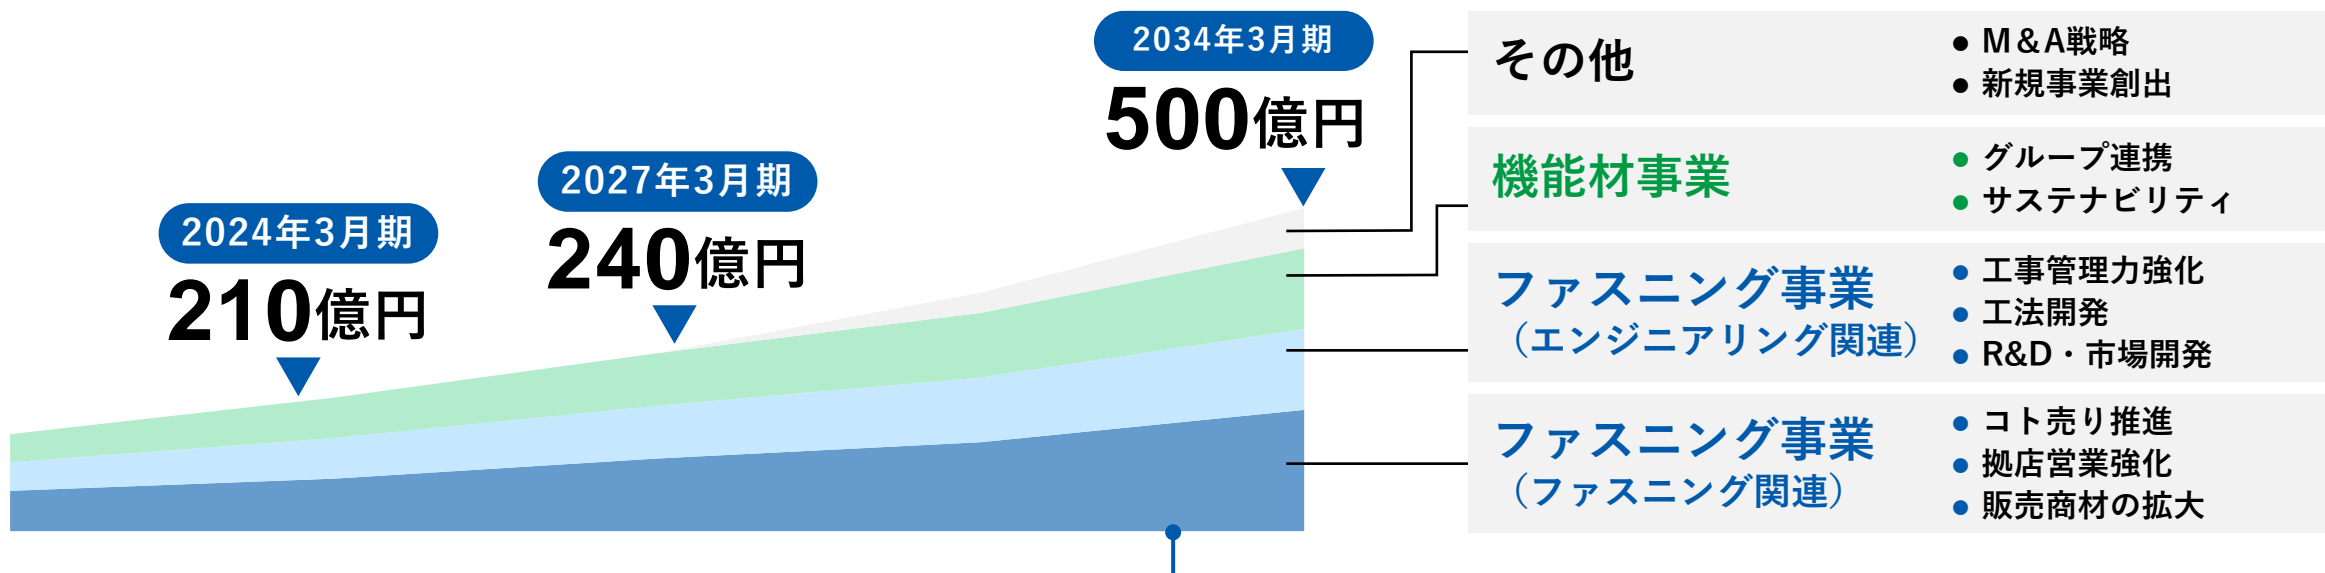 2024年3月期
210億円
2027年3月期
240億円
2034年3月期
500億円
その他
● M&A戦略
● 新規事業創出
機能材事業
● グループ連携
● サステナビリティ
ファスニング事業
（エンジニアリング関連）
● 工事管理力強化
● 工法開発
● R&D・市場開発
ファスニング事業
（ファスニング関連）
● コト売り推進
● 拠店営業強化
● 販売商材の拡大